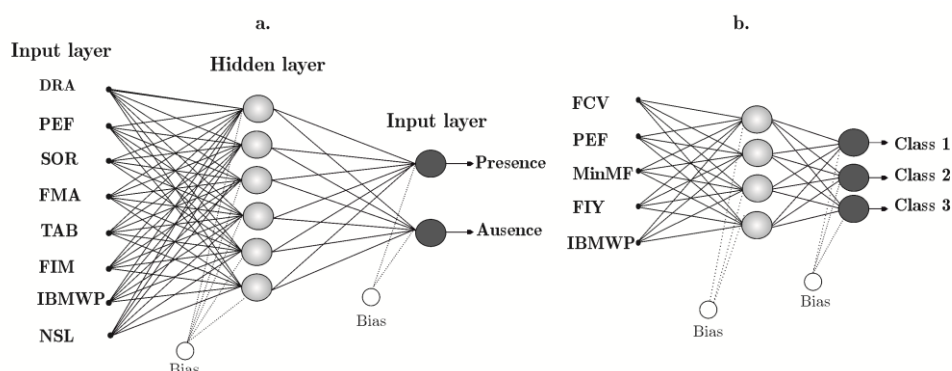 a.
Input layer
Hidden layer
Input layer
DRA
PEF
SOR
FMA
TAB
FIM
IBMWP
NSL
Presence
Ausence
Bias
Bias
b.
FCV
PEF
MinMF
FIY
IBMWP
Class 1
Class 2
Class 3
Bias
Bias